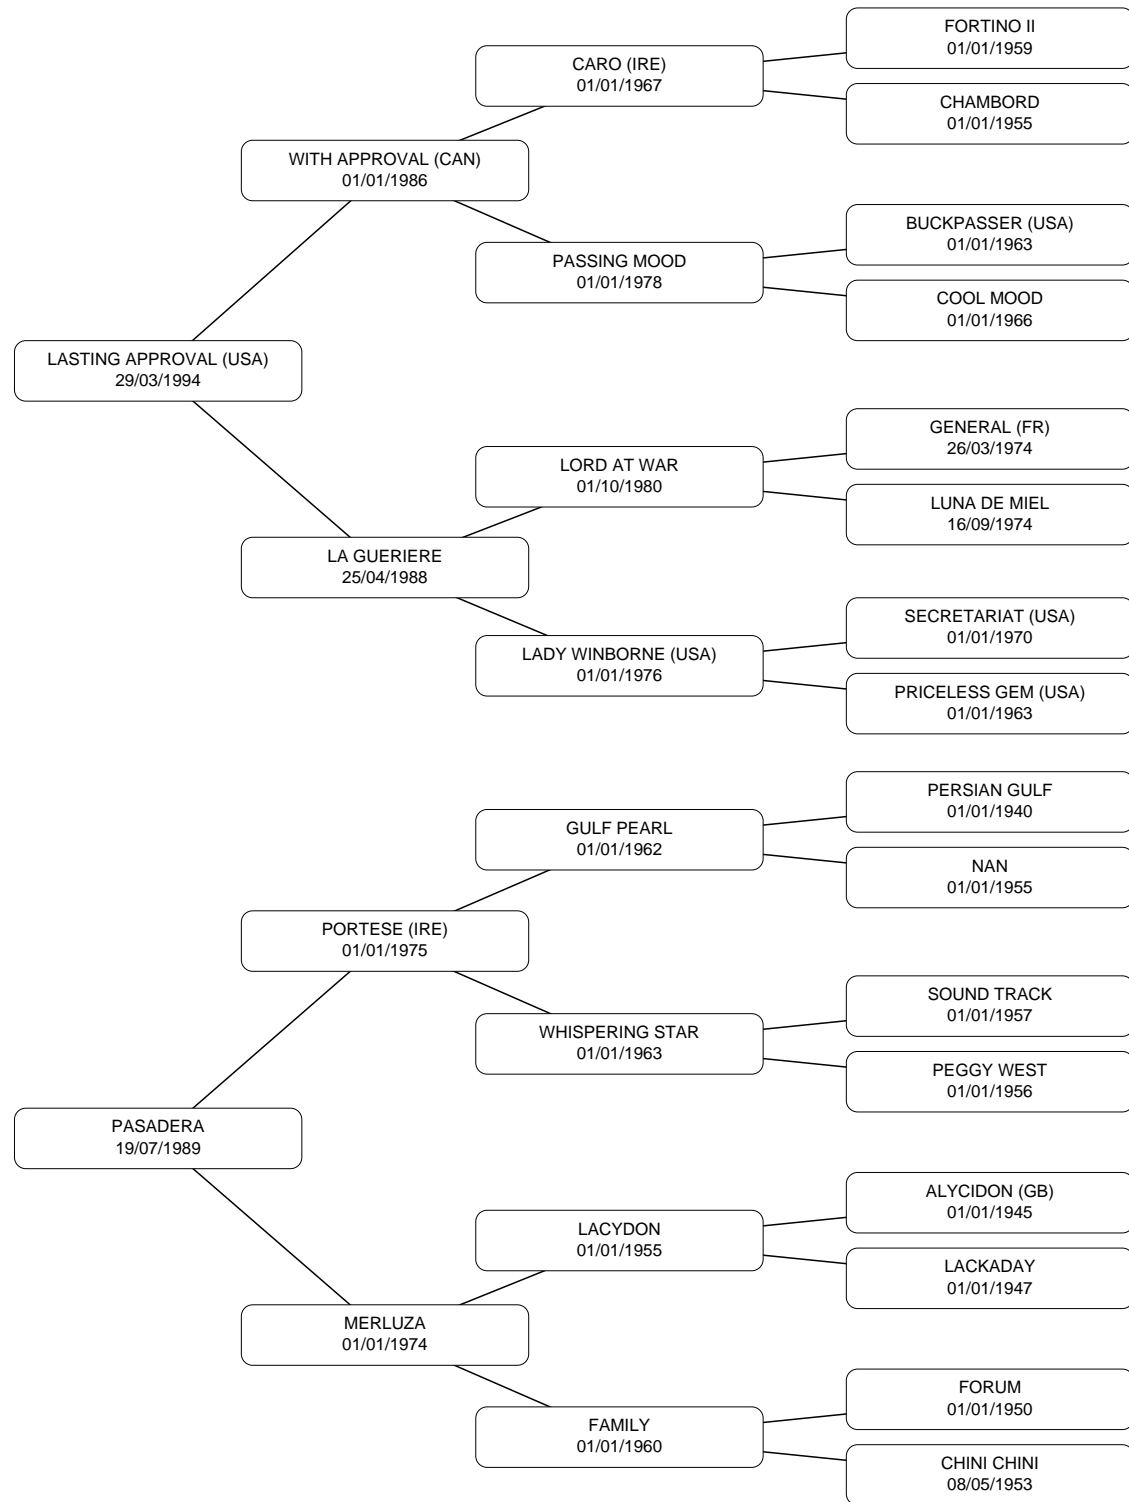 FORTINO II
01/01/1959
CARO (IRE)
01/01/1967
CHAMBORD
01/01/1955
WITH APPROVAL (CAN)
01/01/1986
BUCKPASSER (USA)
01/01/1963
PASSING MOOD
01/01/1978
COOL MOOD
01/01/1966
LASTING APPROVAL (USA)
29/03/1994
GENERAL (FR)
26/03/1974
LORD AT WAR
01/10/1980
LUNA DE MIEL
16/09/1974
LA GUERIERE
25/04/1988
SECRETARIAT (USA)
01/01/1970
LADY WINBORNE (USA)
01/01/1976
PRICELESS GEM (USA)
01/01/1963
PERSIAN GULF
01/01/1940
GULF PEARL
01/01/1962
NAN
01/01/1955
PORTESE (IRE)
01/01/1975
SOUND TRACK
01/01/1957
WHISPERING STAR
01/01/1963
PEGGY WEST
01/01/1956
PASADERA
19/07/1989
ALYCIDON (GB)
01/01/1945
LACYDON
01/01/1955
LACKADAY
01/01/1947
MERLUZA
01/01/1974
FORUM
01/01/1950
FAMILY
01/01/1960
CHINI CHINI
08/05/1953